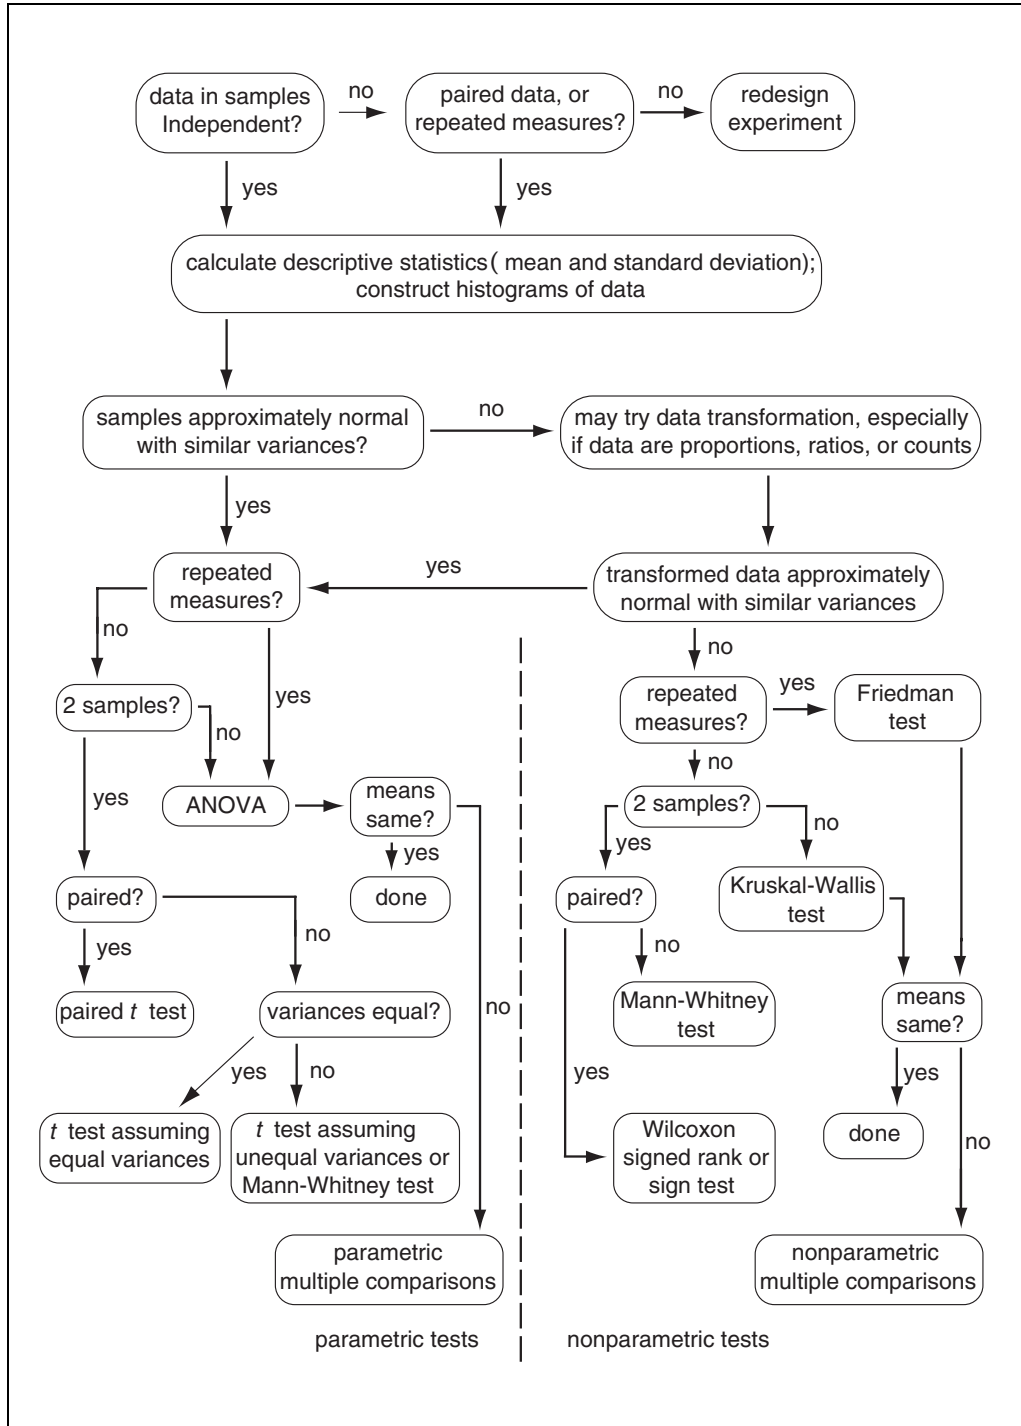 data in samples
Independent?
no
paired data, or
repeated measures?
no
redesign
experiment
yes
yes
calculate descriptive statistics( mean and standard deviation);
construct histograms of data
samples approximately normal
with similar variances?
no
may try data transformation, especially
if data are proportions, ratios, or counts
yes
repeated
measures?
yes
transformed data approximately
normal with similar variances
no
no
2 samples?
no
yes
repeated
measures?
yes
Friedman
test
no
yes
ANOVA
means
same?
yes
done
2 samples?
yes
no
paired?
no
yes
paired?
Kruskal-Wallis
test
no
paired t test
variances equal?
no
Mann-Whitney
test
means
same?
yes
no
yes
yes
t test assuming
equal variances
t test assuming
unequal variances or
Mann-Whitney test
Wilcoxon
signed rank or
sign test
done
no
parametric
multiple comparisons
nonparametric
multiple comparisons
parametric tests
nonparametric tests